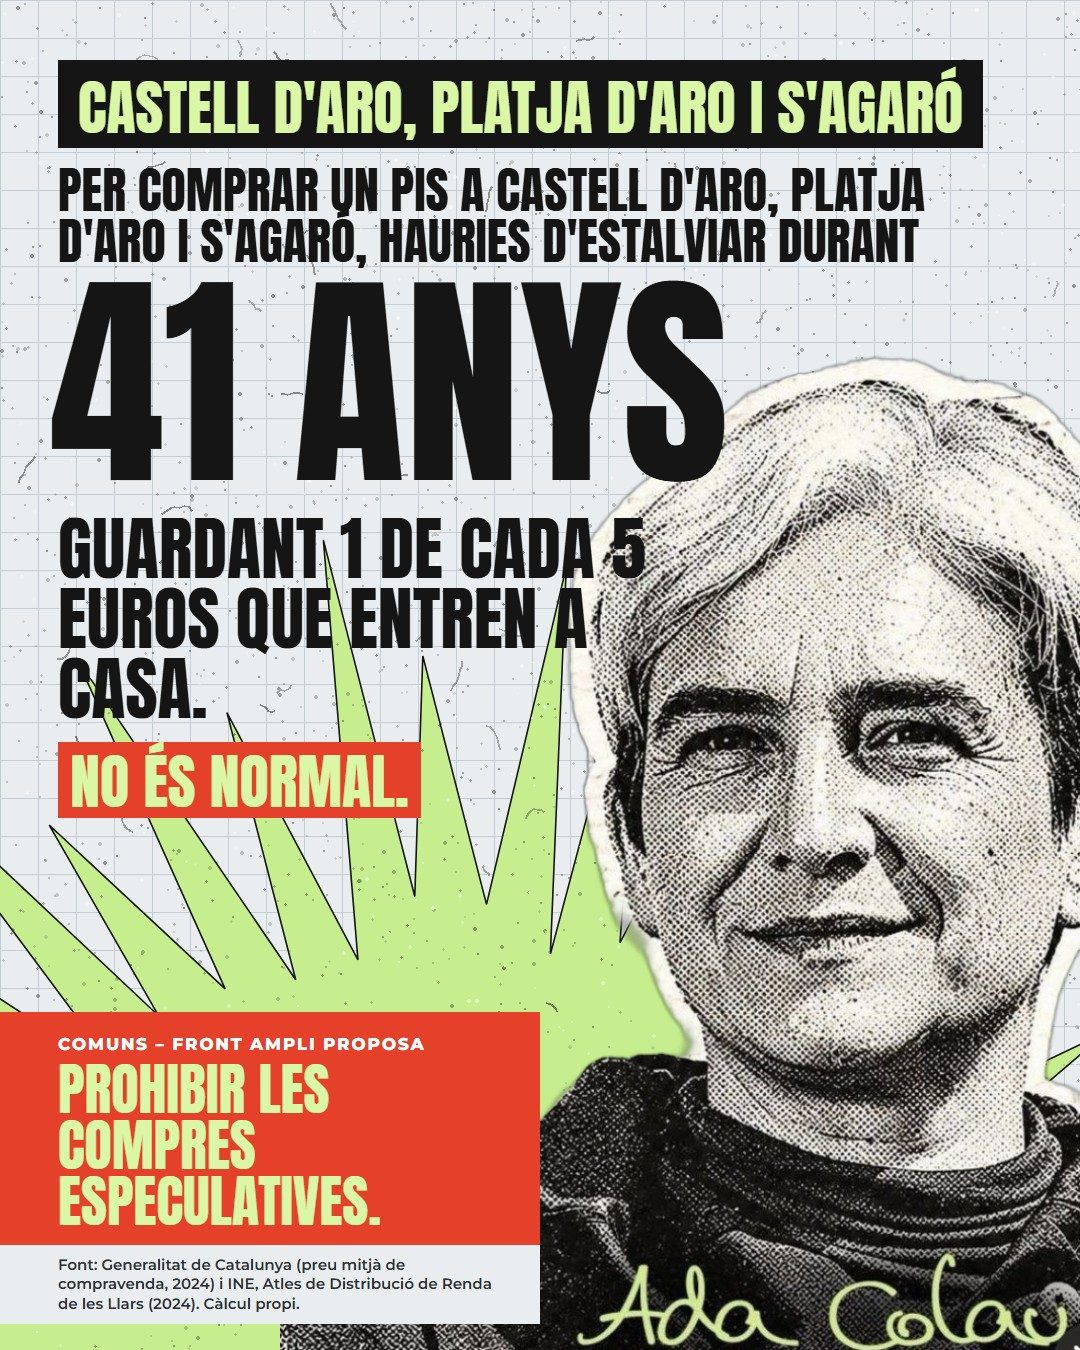 CASTELL D'ARO, PLATJA D'ARO I S'AGARÓ
PER COMPRAR UN PIS A CASTELL D'ARO, PLATJA
D'ARO I S'AGARÓ, HAURIES D'ESTALVIAR DURANT
41 ANYS
GUARDANT 1 DE CADA 5
EUROS QUE ENTREN A
CASA.
NO ÉS NORMAL.
COMUNS – FRONT AMPLI PROPOSA
PROHIBIR LES
COMPRES
ESPECULATIVES.
Font: Generalitat de Catalunya (preu mitjà de
compravenda, 2024) i INE, Atles de Distribució de Renda
de les Llars (2024). Càlcul propi.
Ada Colau